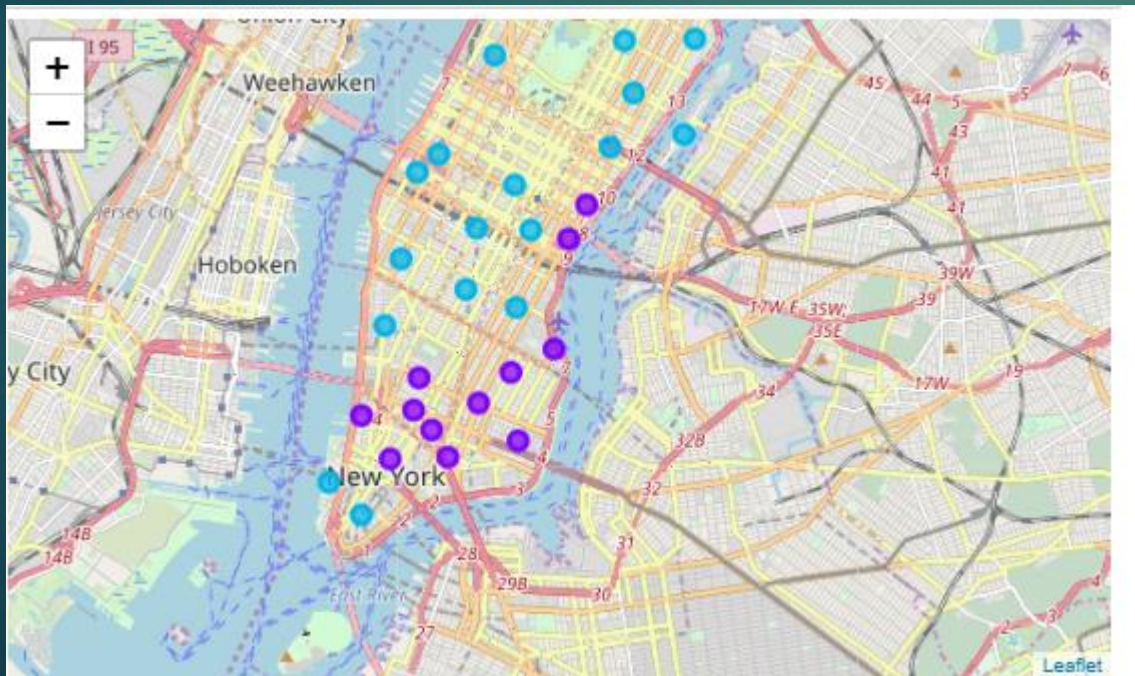 Union City
I 95
+
−
Weehawken
7
13
12
10
8
9
Jersey City
Hoboken
y City
7
6
45
44
5
5
43
41
41
39W
39
17W E
35W;
35E
17W
19
34
32B
32
31
30
29B
28
27
7
5
4
4
3
2
2
1
New York
East River
14B
14B
4
3
2
Leaflet